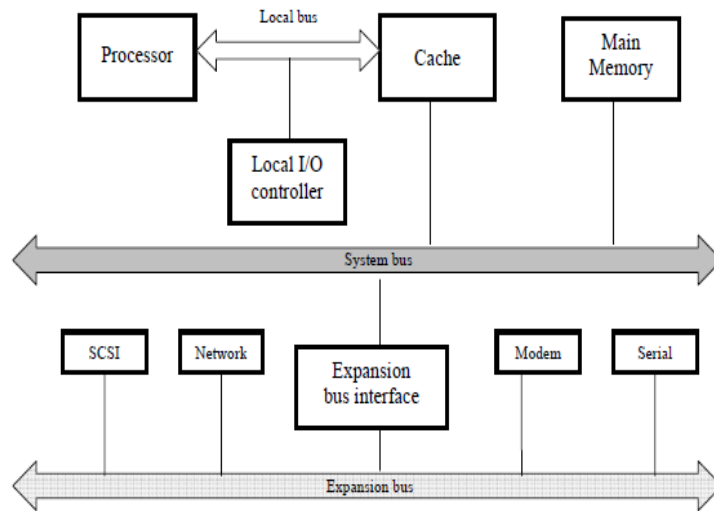 Local bus
Processor
Cache
Main
Memory
Local I/O
controller
System bus
SCSI
Network
Expansion
bus interface
Modem
Serial
Expansion bus